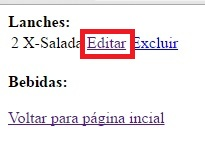 Lanches:
2 X-Salada Editar Excluir
Bebidas:
Voltar para página incial